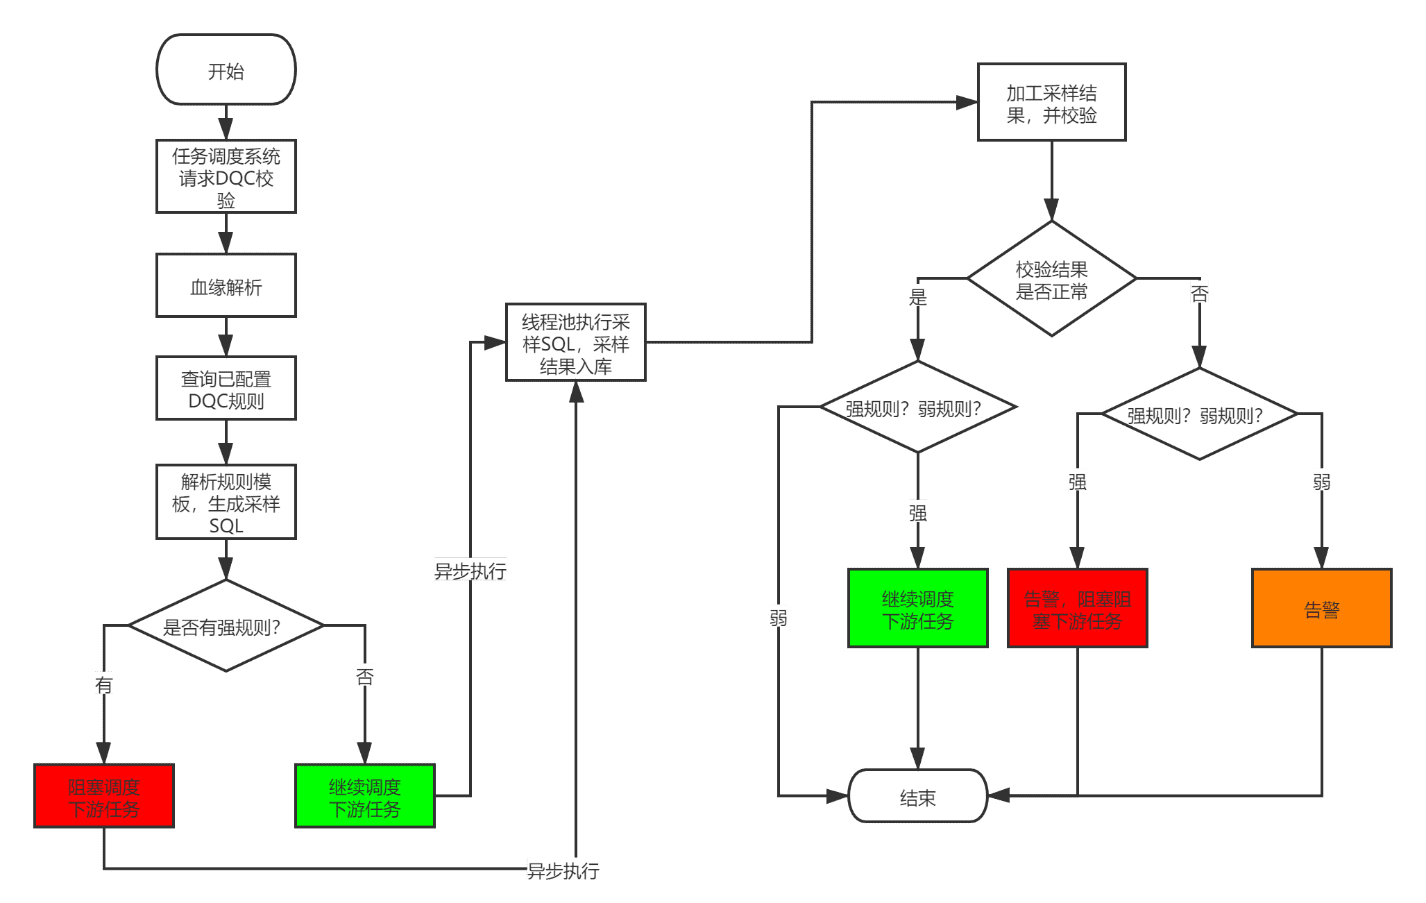 开始
任务调度系统
请求DQC校
验
血缘解析
查询已配置
DQC规则
解析规则模
板，生成采样
SQL
是否有强规则？
有
否
阻塞调度
下游任务
继续调度
下游任务
异步执行
异步执行
线程池执行采
样SQL，采样
结果入库
加工采样结
果，并校验
校验结果
是否正常
是
否
强规则？弱规则？
强规则？弱规则？
弱
强
强
弱
继续调度
下游任务
告警，阻塞阻
塞下游任务
告警
结束